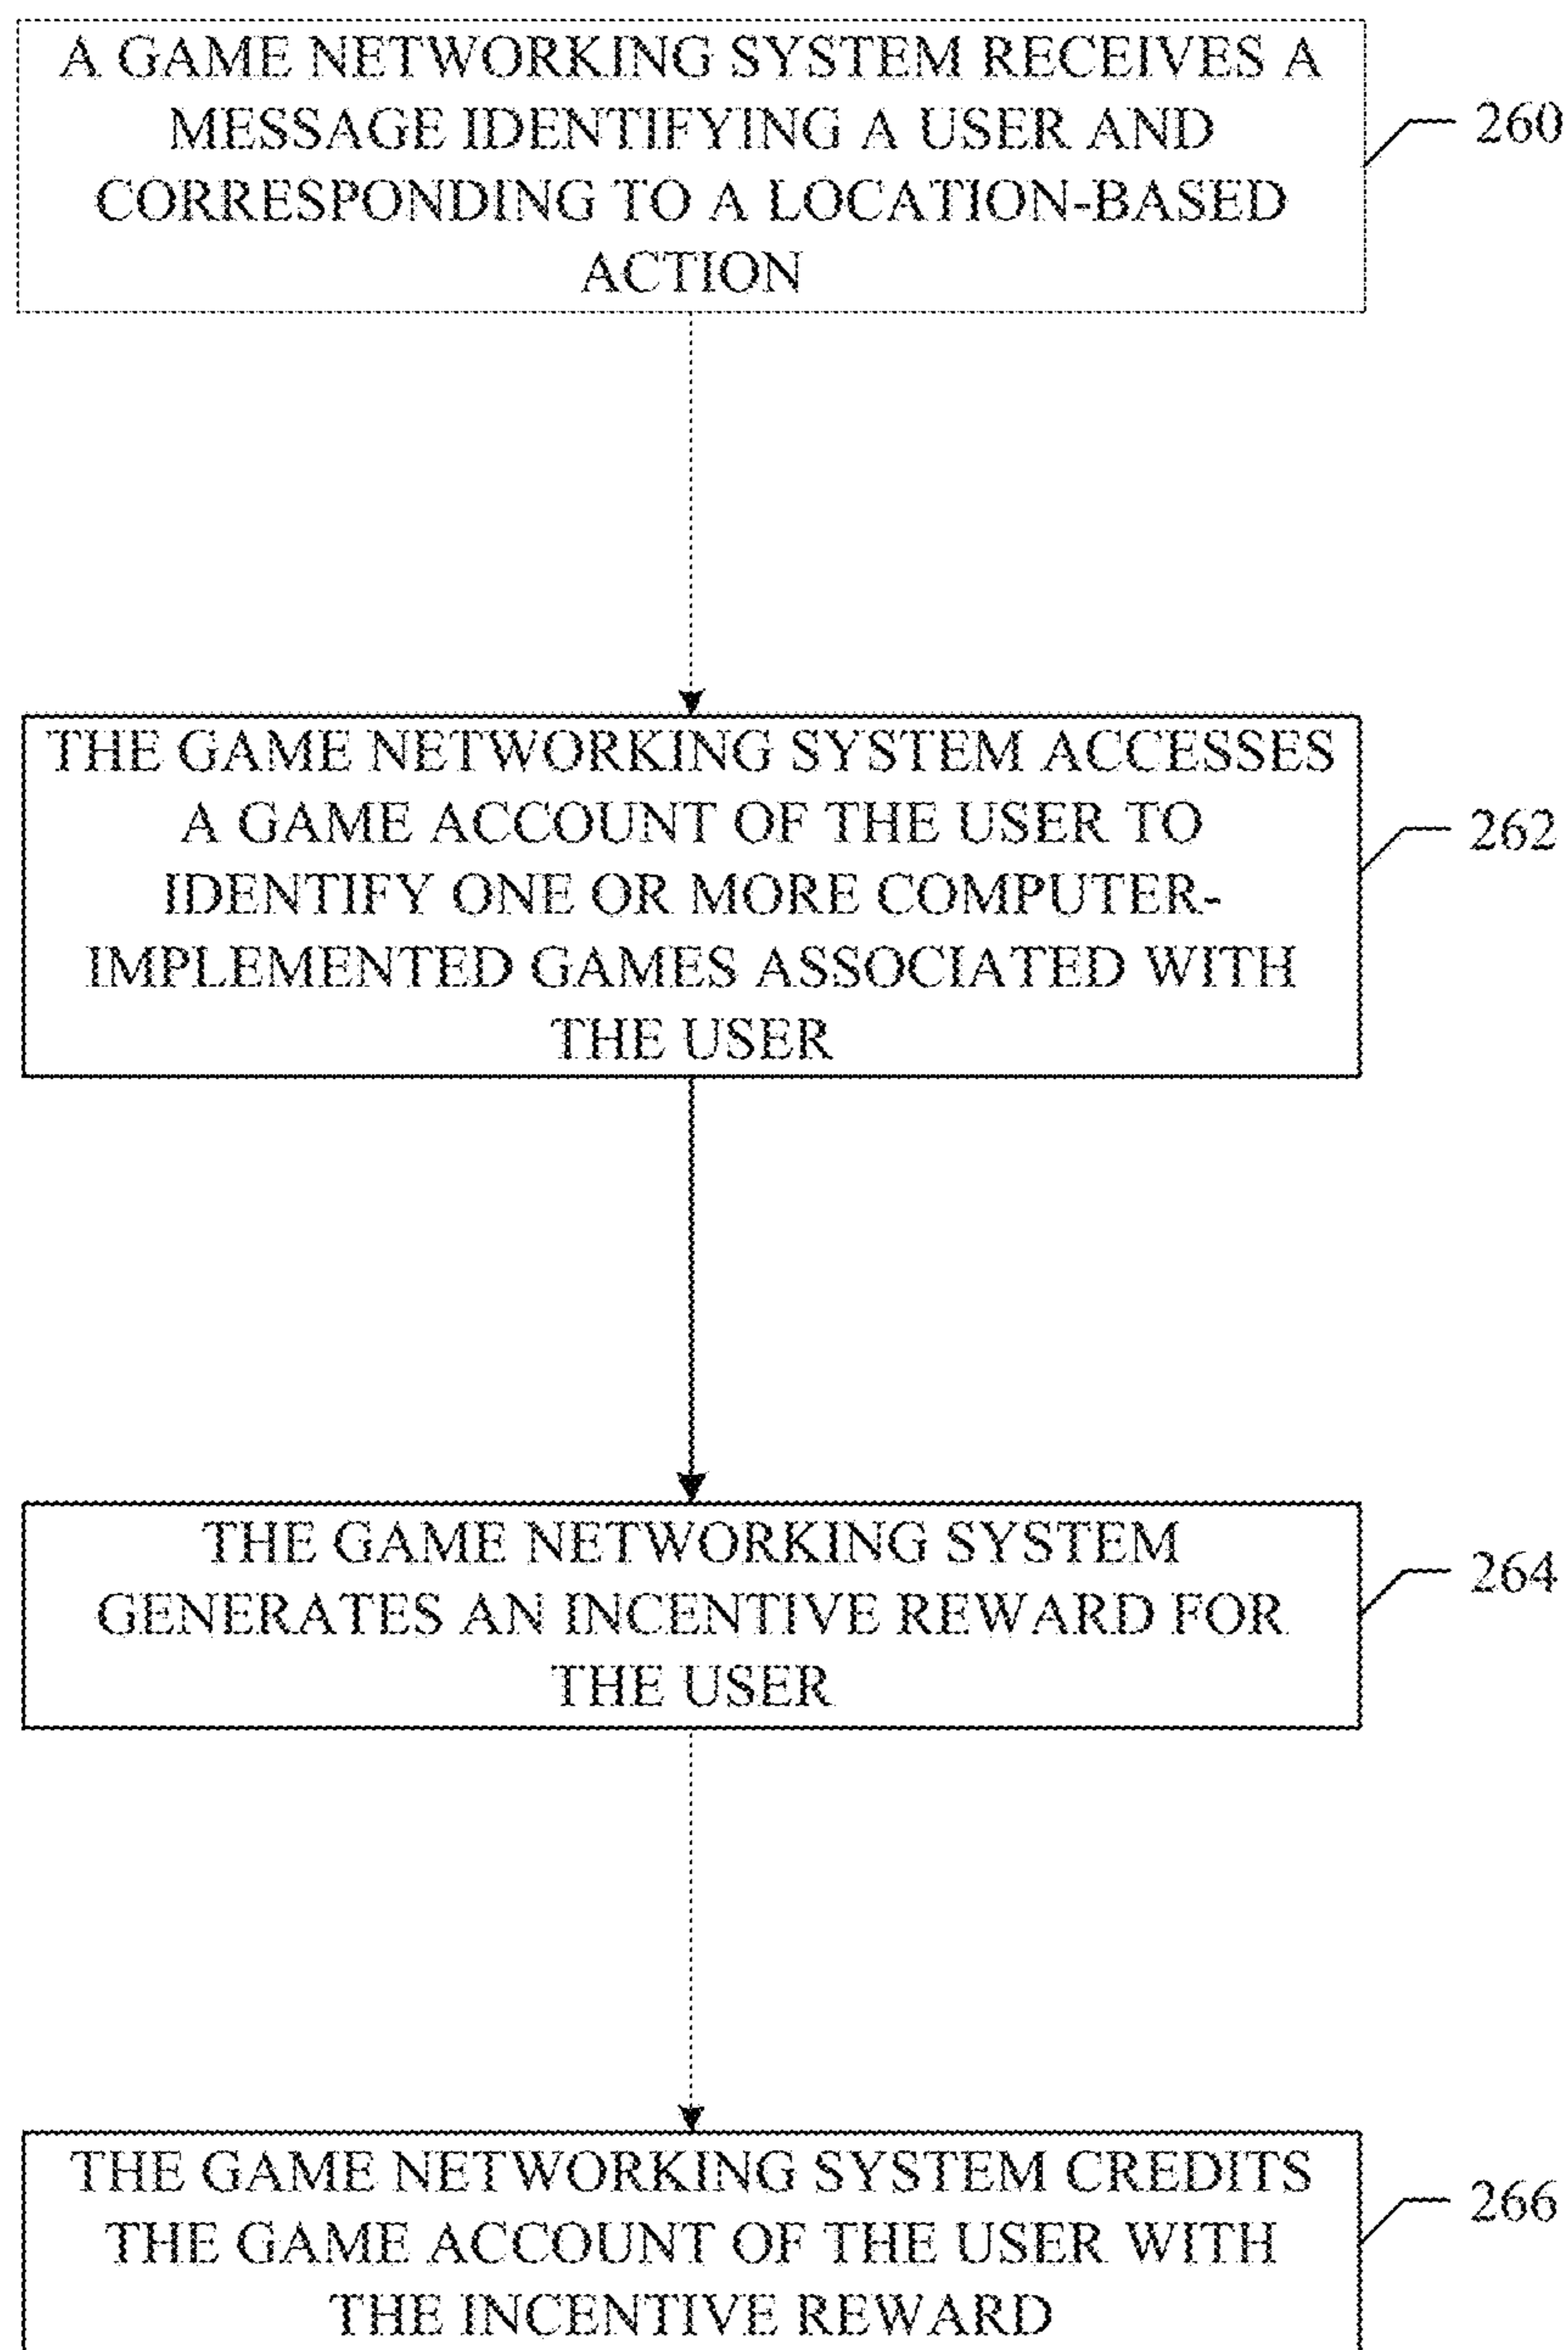 A GAME NETWORKING SYSTEM RECEIVES A
MESSAGE IDENTIFYING A USER AND
CORRESPONDING TO A LOCATION-BASED
ACTION
260
THE GAME NETWORKING SYSTEM ACCESSES
A GAME ACCOUNT OF THE USER TO
IDENTIFY ONE OR MORE COMPUTER-
IMPLEMENTED GAMES ASSOCIATED WITH
THE USER
262
THE GAME NETWORKING SYSTEM
GENERATES AN INCENTIVE REWARD FOR
THE USER
264
THE GAME NETWORKING SYSTEM CREDITS
THE GAME ACCOUNT OF THE USER WITH
THE INCENTIVE REWARD
266